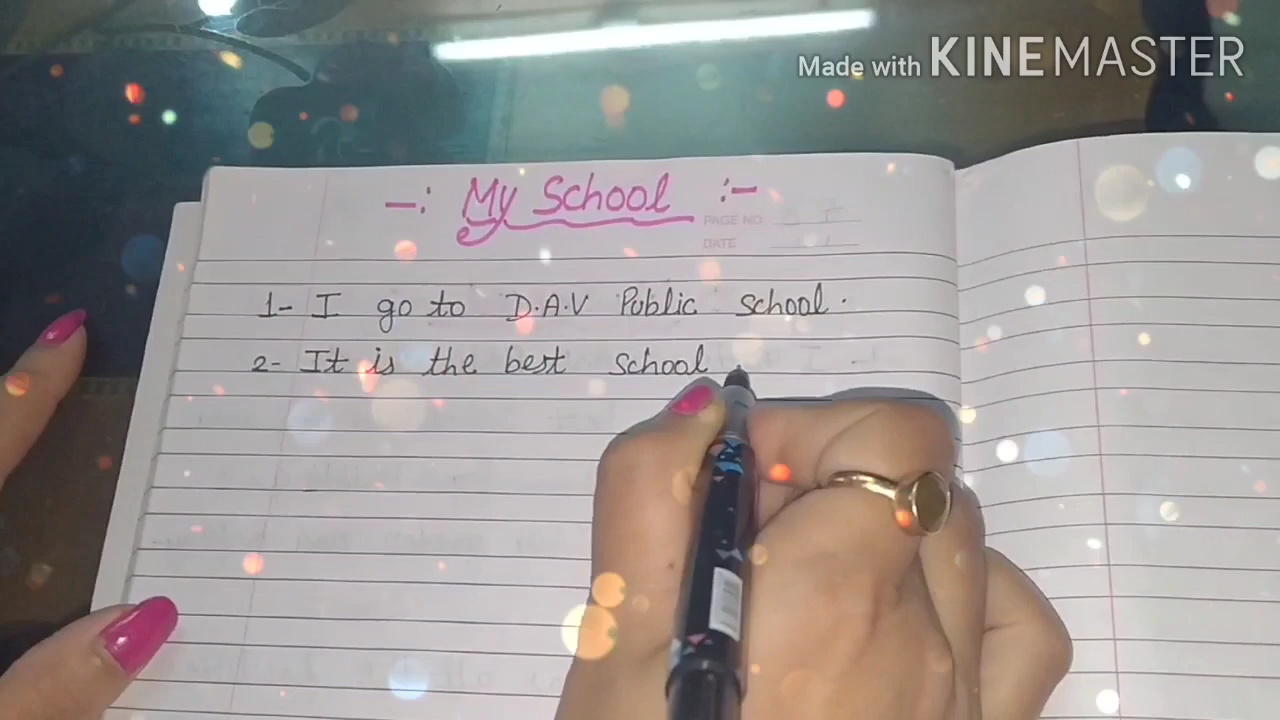 Made with KINEMASTER
-: My School :-
PAGE NO
DATE
1- I go to D.A.V Public School.
2- It is the best school